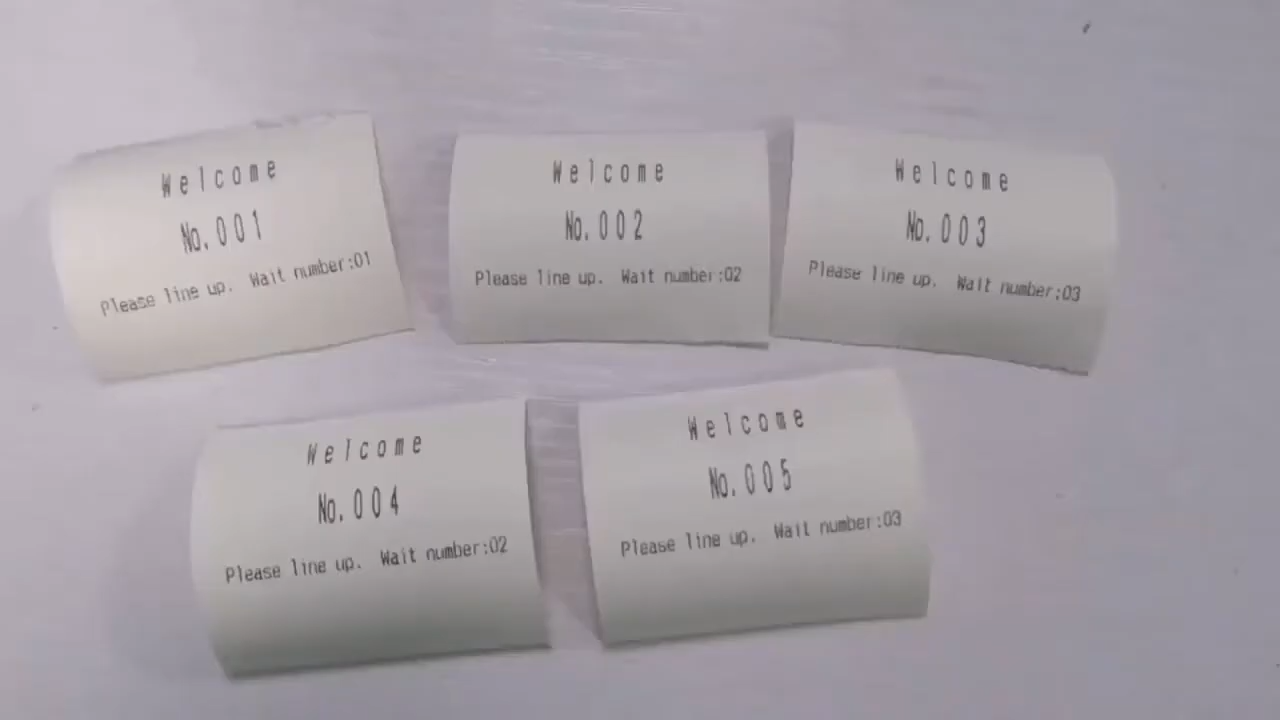 Welcome
No.001
Please line up. Wait number:01
Welcome
No.002
Please line up. Wait number:02
Welcome
No.003
Please line up. Wait number:03
Welcome
No.004
Please line up. Wait number:02
Welcome
No.005
Please line up. Wait number:03